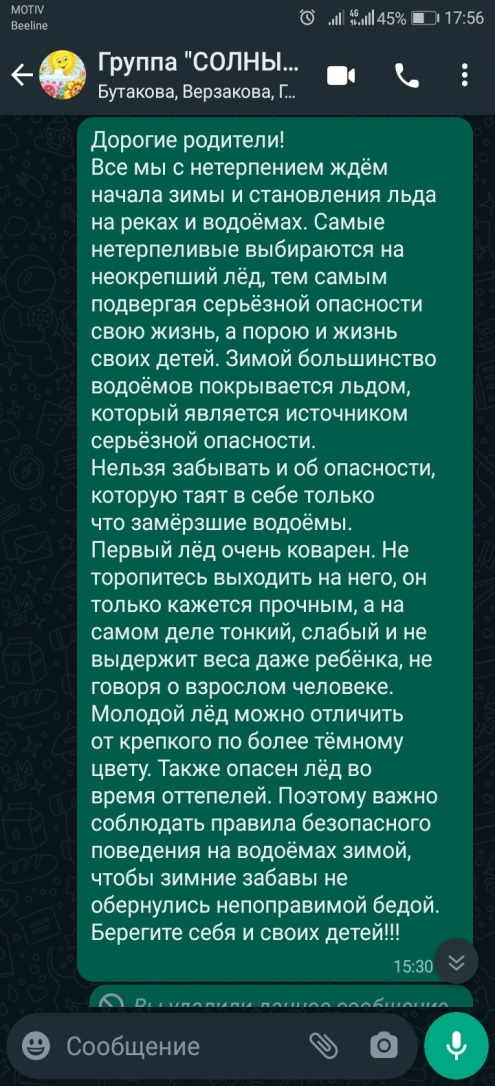 MOTIV
Beeline
4G
45%
17:56
Группа "СОЛНЫ...
Бутакова, Верзакова, Г...
Дорогие родители!
Все мы с нетерпением ждём
начала зимы и становления льда
на реках и водоёмах. Самые
нетерпеливые выбираются на
неокрепший лёд, тем самым
подвергая серьёзной опасности
свою жизнь, а порою и жизнь
своих детей. Зимой большинство
водоёмов покрывается льдом,
который является источником
серьёзной опасности.
Нельзя забывать и об опасности,
которую таят в себе только
что замёрзшие водоёмы.
Первый лёд очень коварен. Не
торопитесь выходить на него, он
только кажется прочным, а на
самом деле тонкий, слабый и не
выдержит веса даже ребёнка, не
говоря о взрослом человеке.
Молодой лёд можно отличить
от крепкого по более тёмному
цвету. Также опасен лёд во
время оттепелей. Поэтому важно
соблюдать правила безопасного
поведения на водоёмах зимой,
чтобы зимние забавы не
обернулись непоправимой бедой.
Берегите себя и своих детей!!!
15:30
Вы удалили данное сообщение
Сообщение